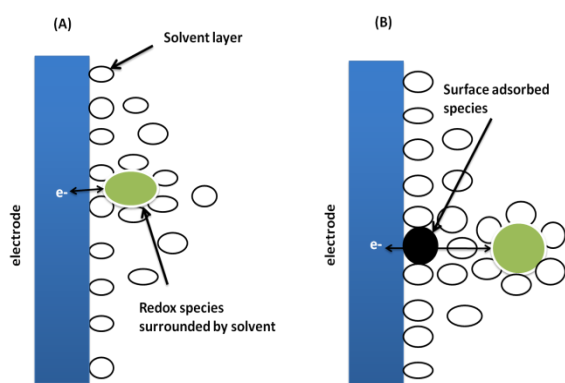 (A)
Solvent layer
e-
electrode
Redox species
surrounded by solvent
(B)
Surface adsorbed
species
e-
electrode